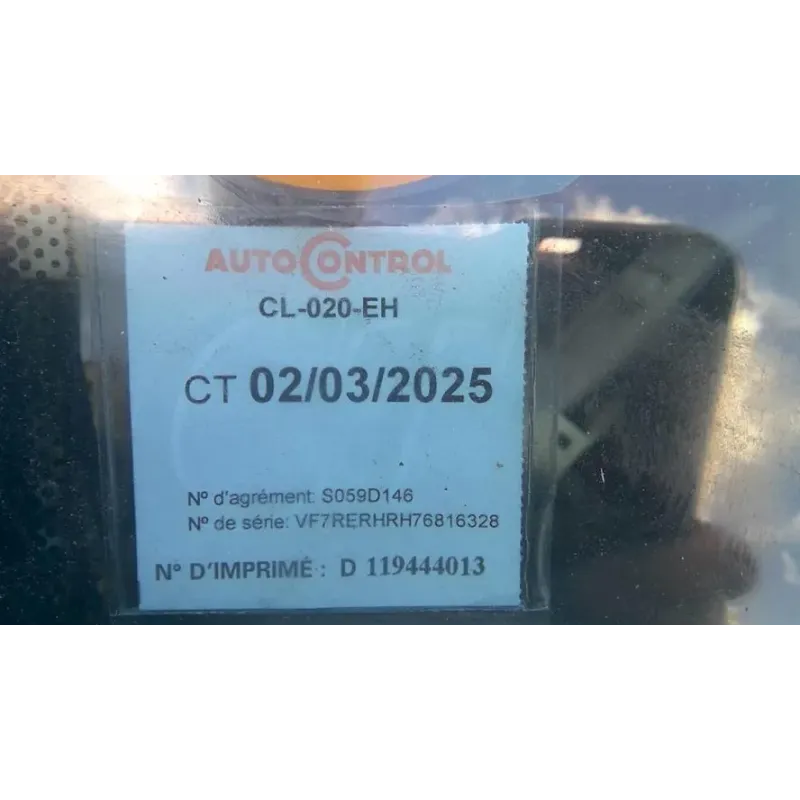 AUTOCONTROL
CL-020-EH
CT 02/03/2025
N° d'agrément: S059D146
N° de série: VF7RERHRH76816328
N° D'IMPRIMÉ : D 119444013